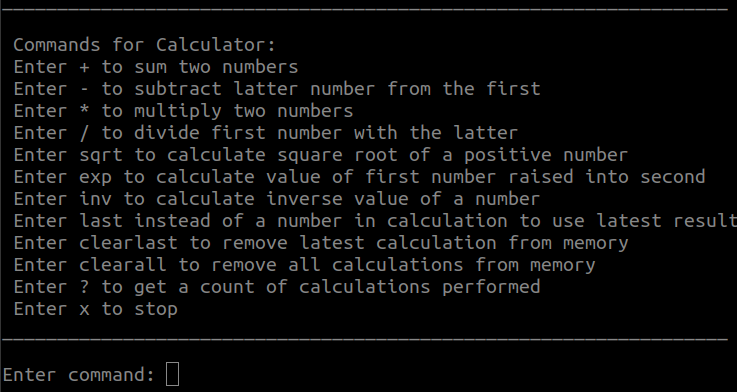 Commands for Calculator:
Enter + to sum two numbers
Enter - to subtract latter number from the first
Enter * to multiply two numbers
Enter / to divide first number with the latter
Enter sqrt to calculate square root of a positive number
Enter exp to calculate value of first number raised into second
Enter inv to calculate inverse value of a number
Enter last instead of a number in calculation to use latest result
Enter clearlast to remove latest calculation from memory
Enter clearall to remove all calculations from memory
Enter ? to get a count of calculations performed
Enter x to stop
Enter command: